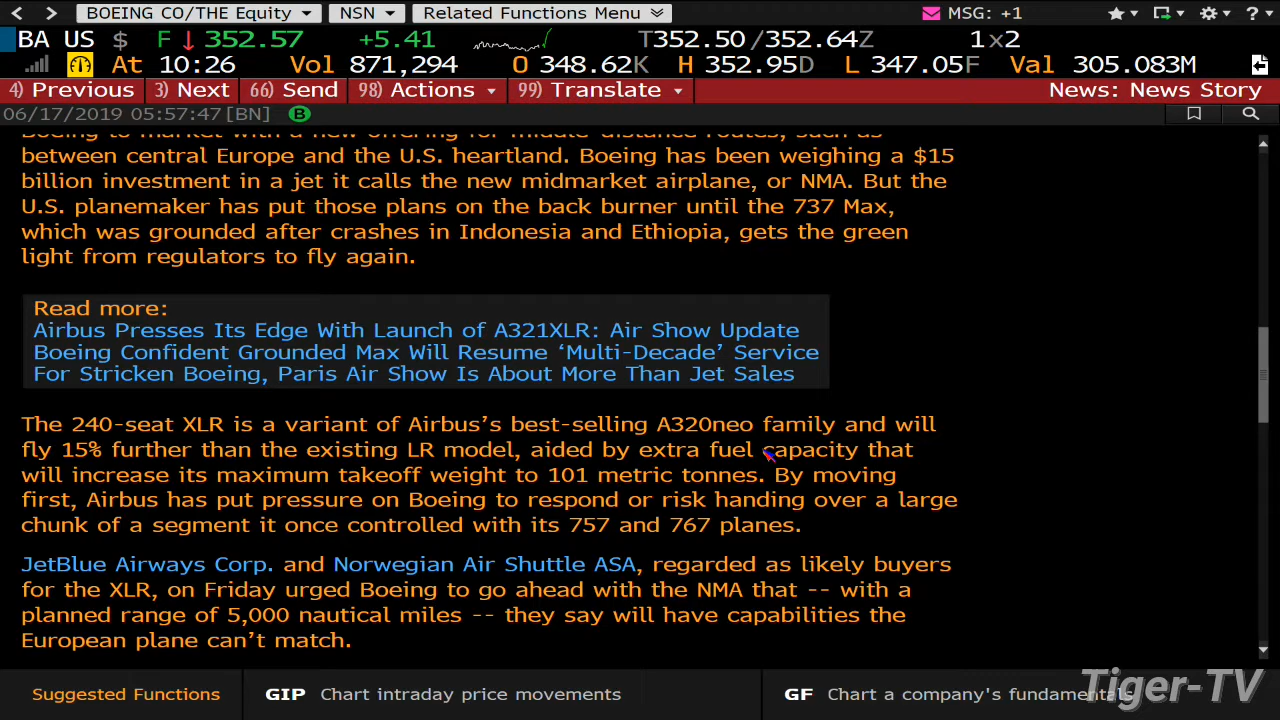 BOEING CO/THE Equity NSN Related Functions Menu MSG: +1 ?
BA US $ F ↓ 352.57 +5.41 T352.50 /352.64Z 1x2
At 10:26 Vol 871,294 O 348.62K H 352.95D L 347.05F Val 305.083M
4) Previous 3) Next 66) Send 98) Actions 99) Translate News: News Story
06/17/2019 05:57:47 [BN] B
Boeing to market with a new offering for middle-distance routes, such as
between central Europe and the U.S. heartland. Boeing has been weighing a $15
billion investment in a jet it calls the new midmarket airplane, or NMA. But the
U.S. planemaker has put those plans on the back burner until the 737 Max,
which was grounded after crashes in Indonesia and Ethiopia, gets the green
light from regulators to fly again.
Read more:
Airbus Presses Its Edge With Launch of A321XLR: Air Show Update
Boeing Confident Grounded Max Will Resume ‘Multi-Decade’ Service
For Stricken Boeing, Paris Air Show Is About More Than Jet Sales
The 240-seat XLR is a variant of Airbus’s best-selling A320neo family and will
fly 15% further than the existing LR model, aided by extra fuel capacity that
will increase its maximum takeoff weight to 101 metric tonnes. By moving
first, Airbus has put pressure on Boeing to respond or risk handing over a large
chunk of a segment it once controlled with its 757 and 767 planes.
JetBlue Airways Corp. and Norwegian Air Shuttle ASA, regarded as likely buyers
for the XLR, on Friday urged Boeing to go ahead with the NMA that -- with a
planned range of 5,000 nautical miles -- they say will have capabilities the
European plane can’t match.
Suggested Functions GIP Chart intraday price movements GF Chart a company's fundamentals
Tiger-TV